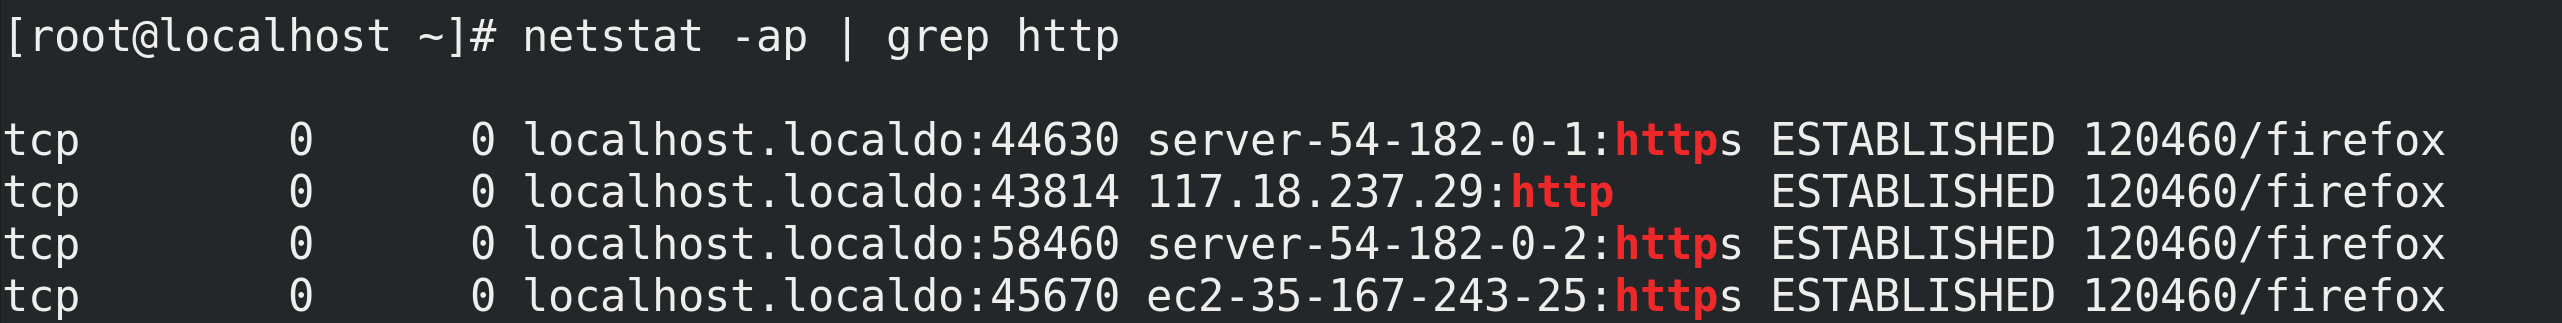 [root@localhost ~]# netstat -ap | grep http
tcp        0      0 localhost.localdo:44630 server-54-182-0-1:https ESTABLISHED 120460/firefox
tcp        0      0 localhost.localdo:43814 117.18.237.29:http      ESTABLISHED 120460/firefox
tcp        0      0 localhost.localdo:58460 server-54-182-0-2:https ESTABLISHED 120460/firefox
tcp        0      0 localhost.localdo:45670 ec2-35-167-243-25:https ESTABLISHED 120460/firefox